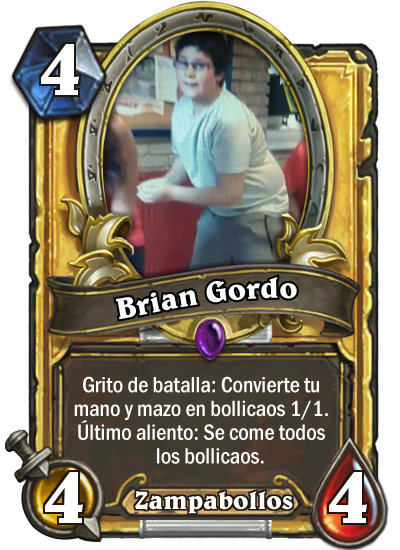 4
Brian Gordo
Grito de batalla: Convierte tu
mano y mazo en bollicaos 1/1.
Último aliento: Se come todos
los bollicaos.
4
Zampabollos
4